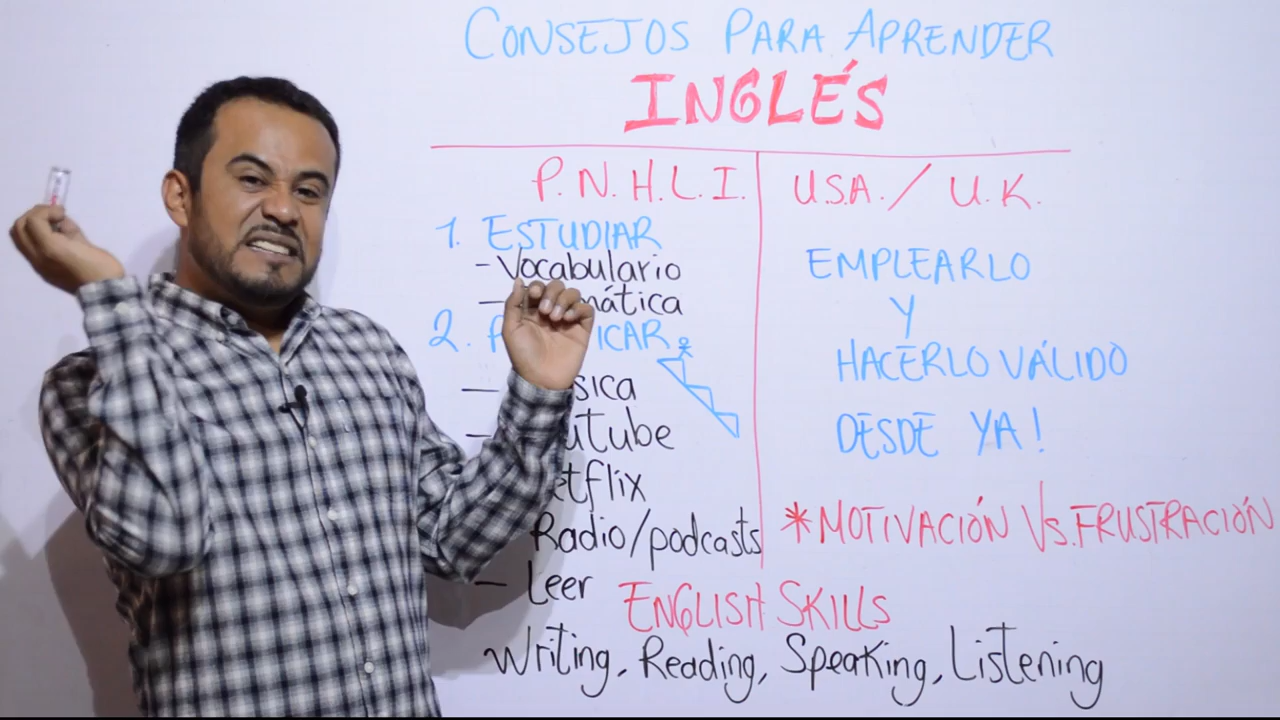 CONSEJOS PARA APRENDER
INGLÉS
P.N.H.L.I.
1. ESTUDIAR
- Vocabulario
2.
- Leer
Radio/podcasts
U.S.A. / U.K.
EMPLEARLO
Y
HACERLO VÁLIDO
DESDE YA!
* MOTIVACIÓN Vs. FRUSTRACIÓN
ENGLISH SKILLS
Writing, Reading, Speaking, Listening